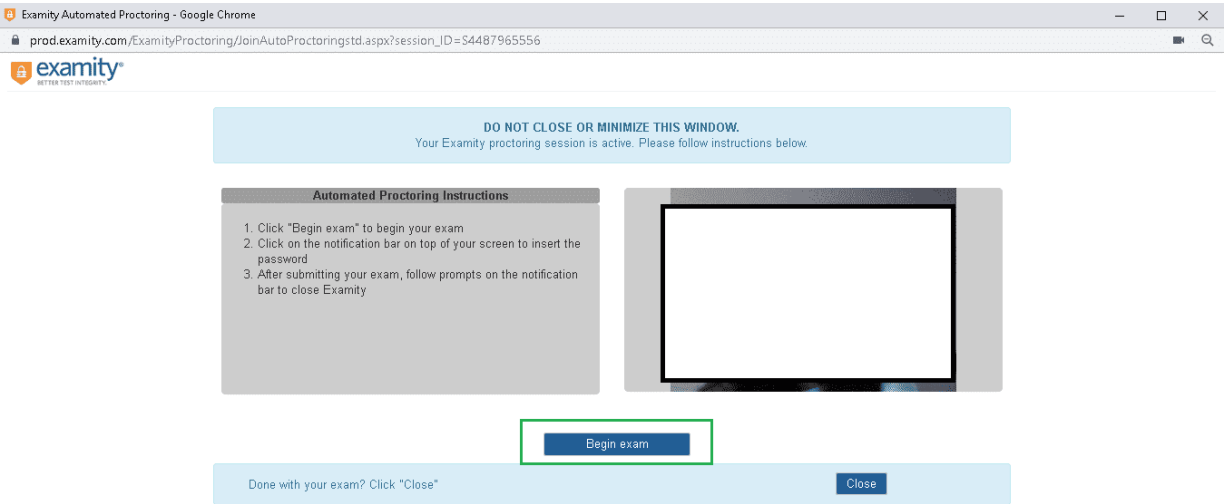 Examity Automated Proctoring - Google Chrome
prod.examity.com/ExamityProctoring/JoinAutoProctoringstd.aspx?session_ID=S4487965556
examity®
BETTER TEST INTEGRITY.
DO NOT CLOSE OR MINIMIZE THIS WINDOW.
Your Examity proctoring session is active. Please follow instructions below.
Automated Proctoring Instructions
1. Click "Begin exam" to begin your exam
2. Click on the notification bar on top of your screen to insert the
password
3. After submitting your exam, follow prompts on the notification
bar to close Examity
Begin exam
Done with your exam? Click "Close"
Close